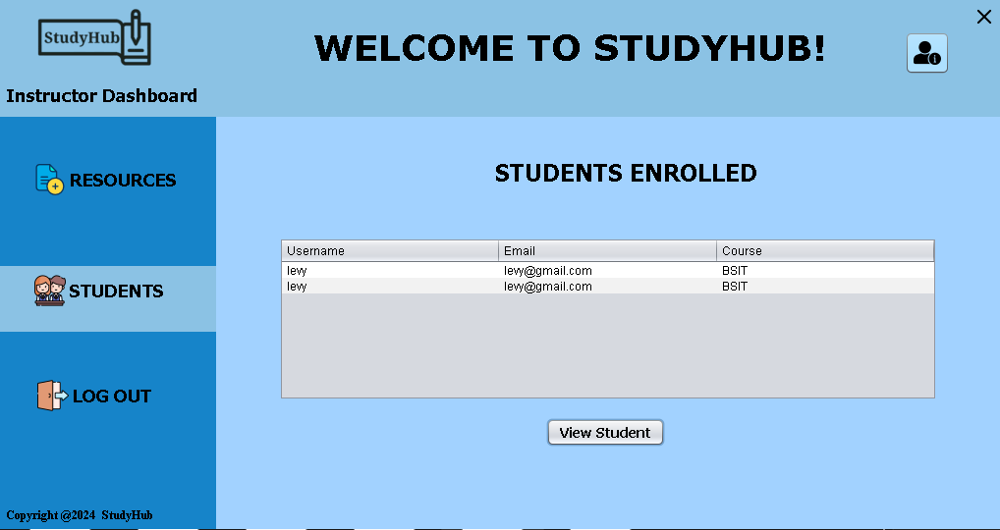 StudyHub
WELCOME TO STUDYHUB!
Instructor Dashboard
RESOURCES
STUDENTS
LOG OUT
Copyright @2024 StudyHub
STUDENTS ENROLLED
Username Email Course
levy levy@gmail.com BSIT
levy levy@gmail.com BSIT
View Student